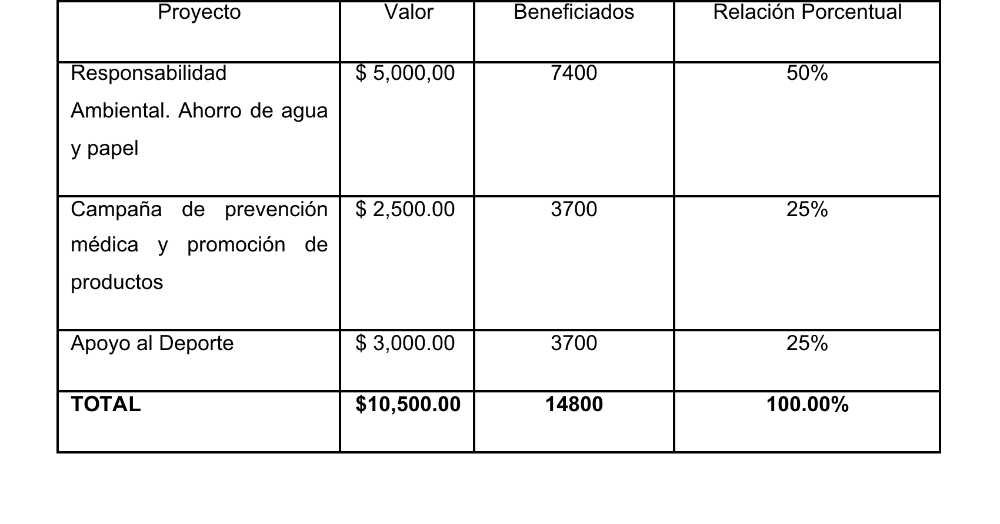 Proyecto Valor Beneficiados Relación Porcentual
Responsabilidad $ 5,000,00 7400 50%
Ambiental. Ahorro de agua
y papel
Campaña de prevención $ 2,500.00 3700 25%
médica y promoción de
productos
Apoyo al Deporte $ 3,000.00 3700 25%
TOTAL $10,500.00 14800 100.00%